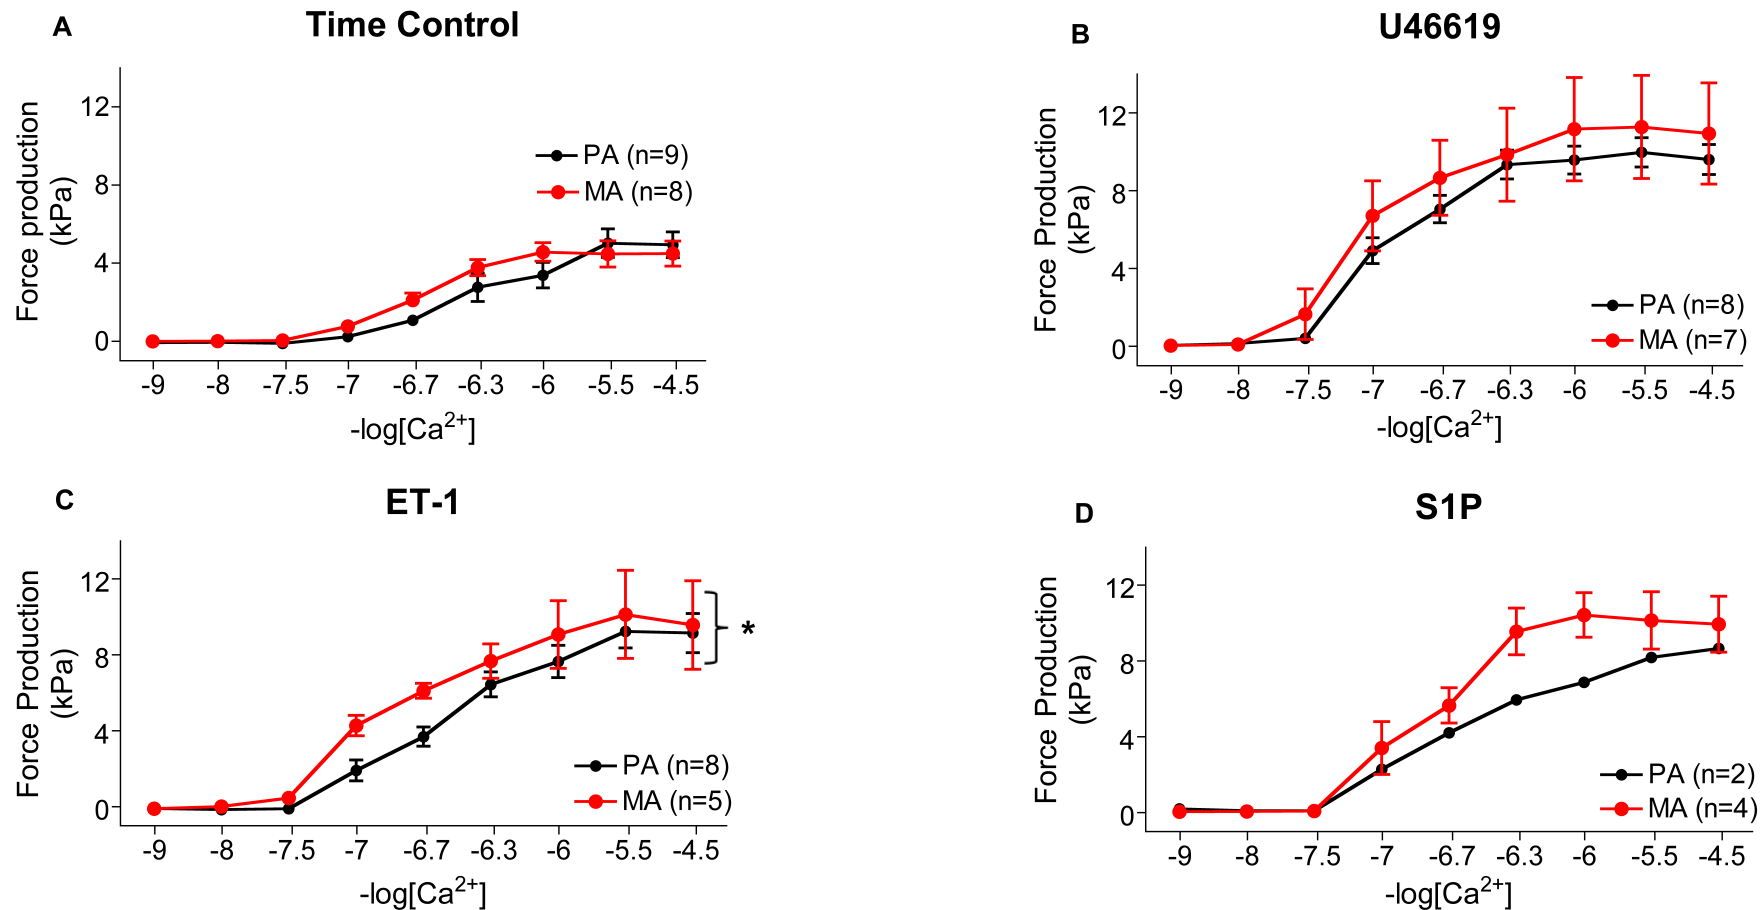 A
Time Control
Force production
(kPa)
12
8
4
0
PA (n=9)
MA (n=8)
-9 -8 -7.5 -7 -6.7 -6.3 -6 -5.5 -4.5
-log[Ca2+]
B
U46619
Force Production
(kPa)
12
8
4
0
PA (n=8)
MA (n=7)
-9 -8 -7.5 -7 -6.7 -6.3 -6 -5.5 -4.5
-log[Ca2+]
C
ET-1
Force Production
(kPa)
12
8
4
0
*
PA (n=8)
MA (n=5)
-9 -8 -7.5 -7 -6.7 -6.3 -6 -5.5 -4.5
-log[Ca2+]
D
S1P
Force Production
(kPa)
12
8
4
0
PA (n=2)
MA (n=4)
-9 -8 -7.5 -7 -6.7 -6.3 -6 -5.5 -4.5
-log[Ca2+]